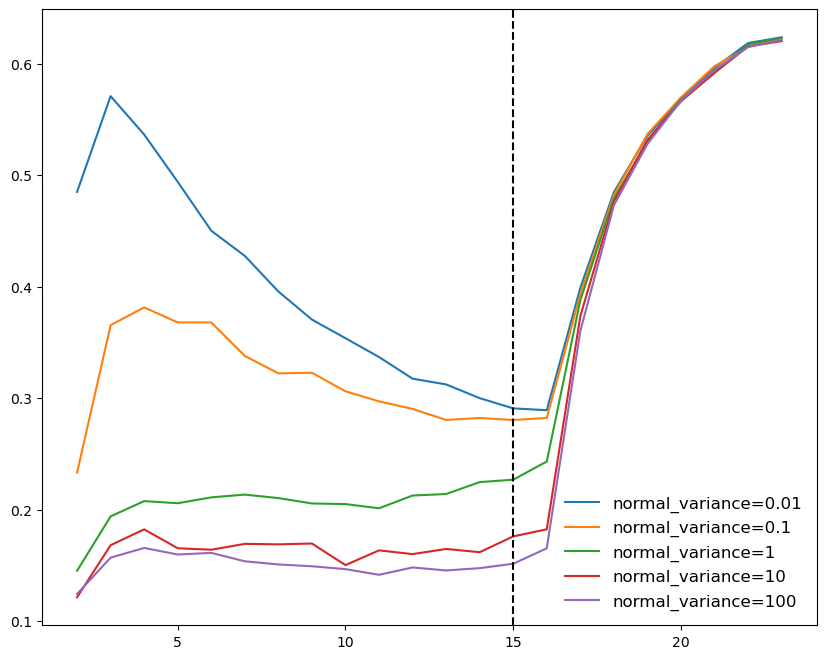 0.6
0.5
0.4
0.3
0.2
0.1
normal_variance=0.01
normal_variance=0.1
normal_variance=1
normal_variance=10
normal_variance=100
5 10 15 20